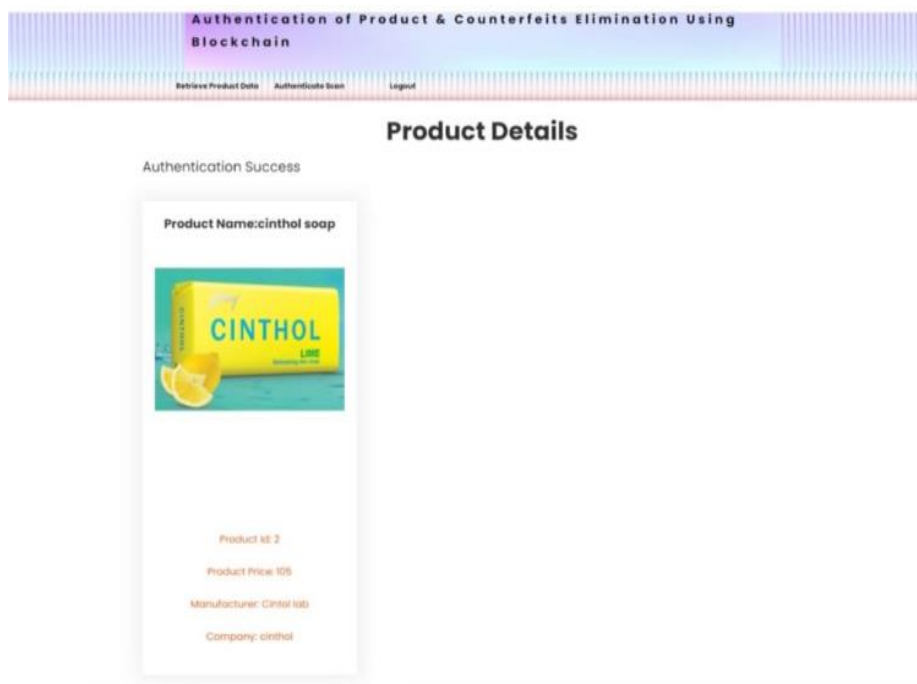 Authentication of Product & Counterfeits Elimination Using
Blockchain
Retrieve Product Data Authenticate Scan Logout
Product Details
Authentication Success
Product Name:cinthol soap
CINTHOL
LIME
Product Id: 2
Product Price: 105
Manufacturer: Cintol lab
Company: cinthol